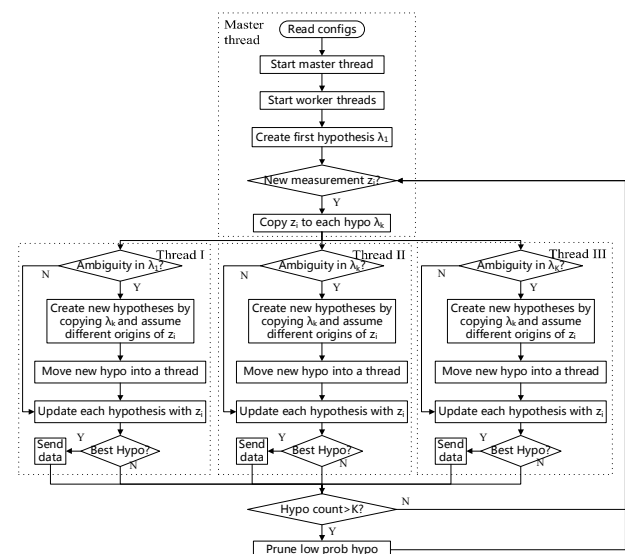 Master
thread
Read configs
Start master thread
Start worker threads
Create first hypothesis λ₁
New measurement zᵢ?
Y
Copy zᵢ to each hypo λₖ
Thread I
Ambiguity in λ₁?
N
Y
Create new hypotheses by
copying λₖ and assume
different origins of zᵢ
Move new hypo into a thread
Update each hypothesis with zᵢ
Send
data
Y
Best Hypo?
N
Thread II
Ambiguity in λₖ?
N
Y
Create new hypotheses by
copying λₖ and assume
different origins of zᵢ
Move new hypo into a thread
Update each hypothesis with zᵢ
Send
data
Y
Best Hypo?
N
Thread III
Ambiguity in λK?
N
Y
Create new hypotheses by
copying λₖ and assume
different origins of zᵢ
Move new hypo into a thread
Update each hypothesis with zᵢ
Send
data
Y
Best Hypo?
N
Hypo count>K?
N
Y
Prune low prob hypo